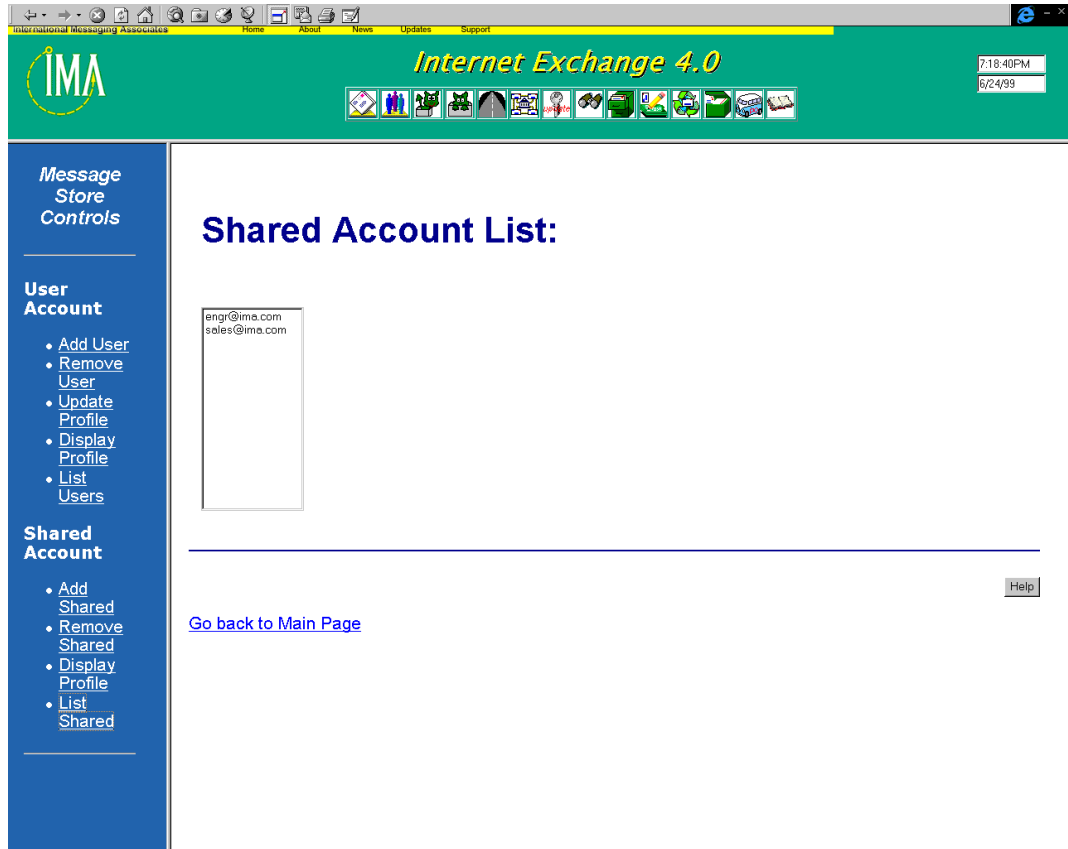 International Messaging Associates Home About News Updates Support
IMA
Internet Exchange 4.0
7:18:40PM
6/24/99
update
Message
Store
Controls
Shared Account List:
User
Account
engr@ima.com
sales@ima.com
• Add User
• Remove
User
• Update
Profile
• Display
Profile
• List
Users
Shared
Account
• Add
Shared
• Remove
Shared
• Display
Profile
• List
Shared
Help
Go back to Main Page